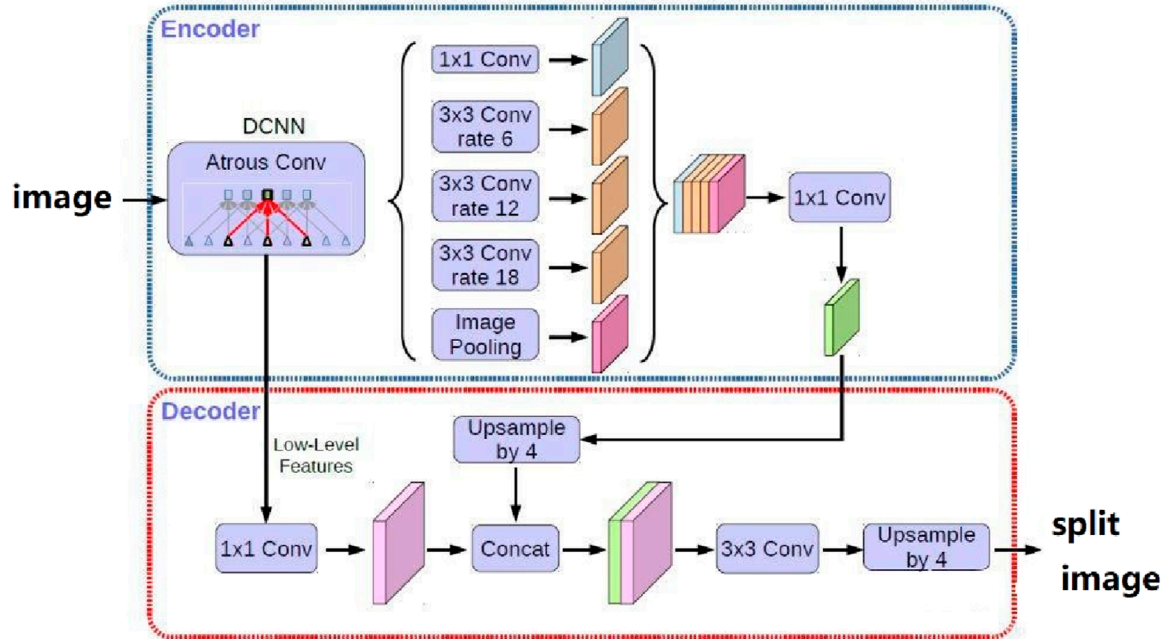 Encoder
1x1 Conv
DCNN
3x3 Conv
rate 6
Atrous Conv
image
3x3 Conv
rate 12
1x1 Conv
3x3 Conv
rate 18
Image
Pooling
Decoder
Low-Level
Features
Upsample
by 4
1x1 Conv
Concat
3x3 Conv
Upsample
by 4
split
image